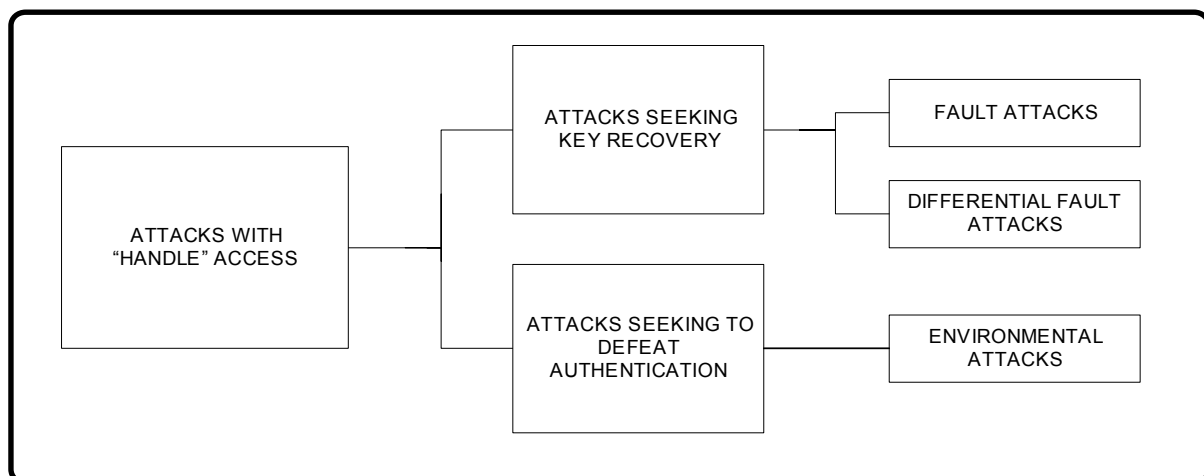 ATTACKS WITH
“HANDLE” ACCESS
ATTACKS SEEKING
KEY RECOVERY
FAULT ATTACKS
DIFFERENTIAL FAULT
ATTACKS
ATTACKS SEEKING TO
DEFEAT
AUTHENTICATION
ENVIRONMENTAL
ATTACKS